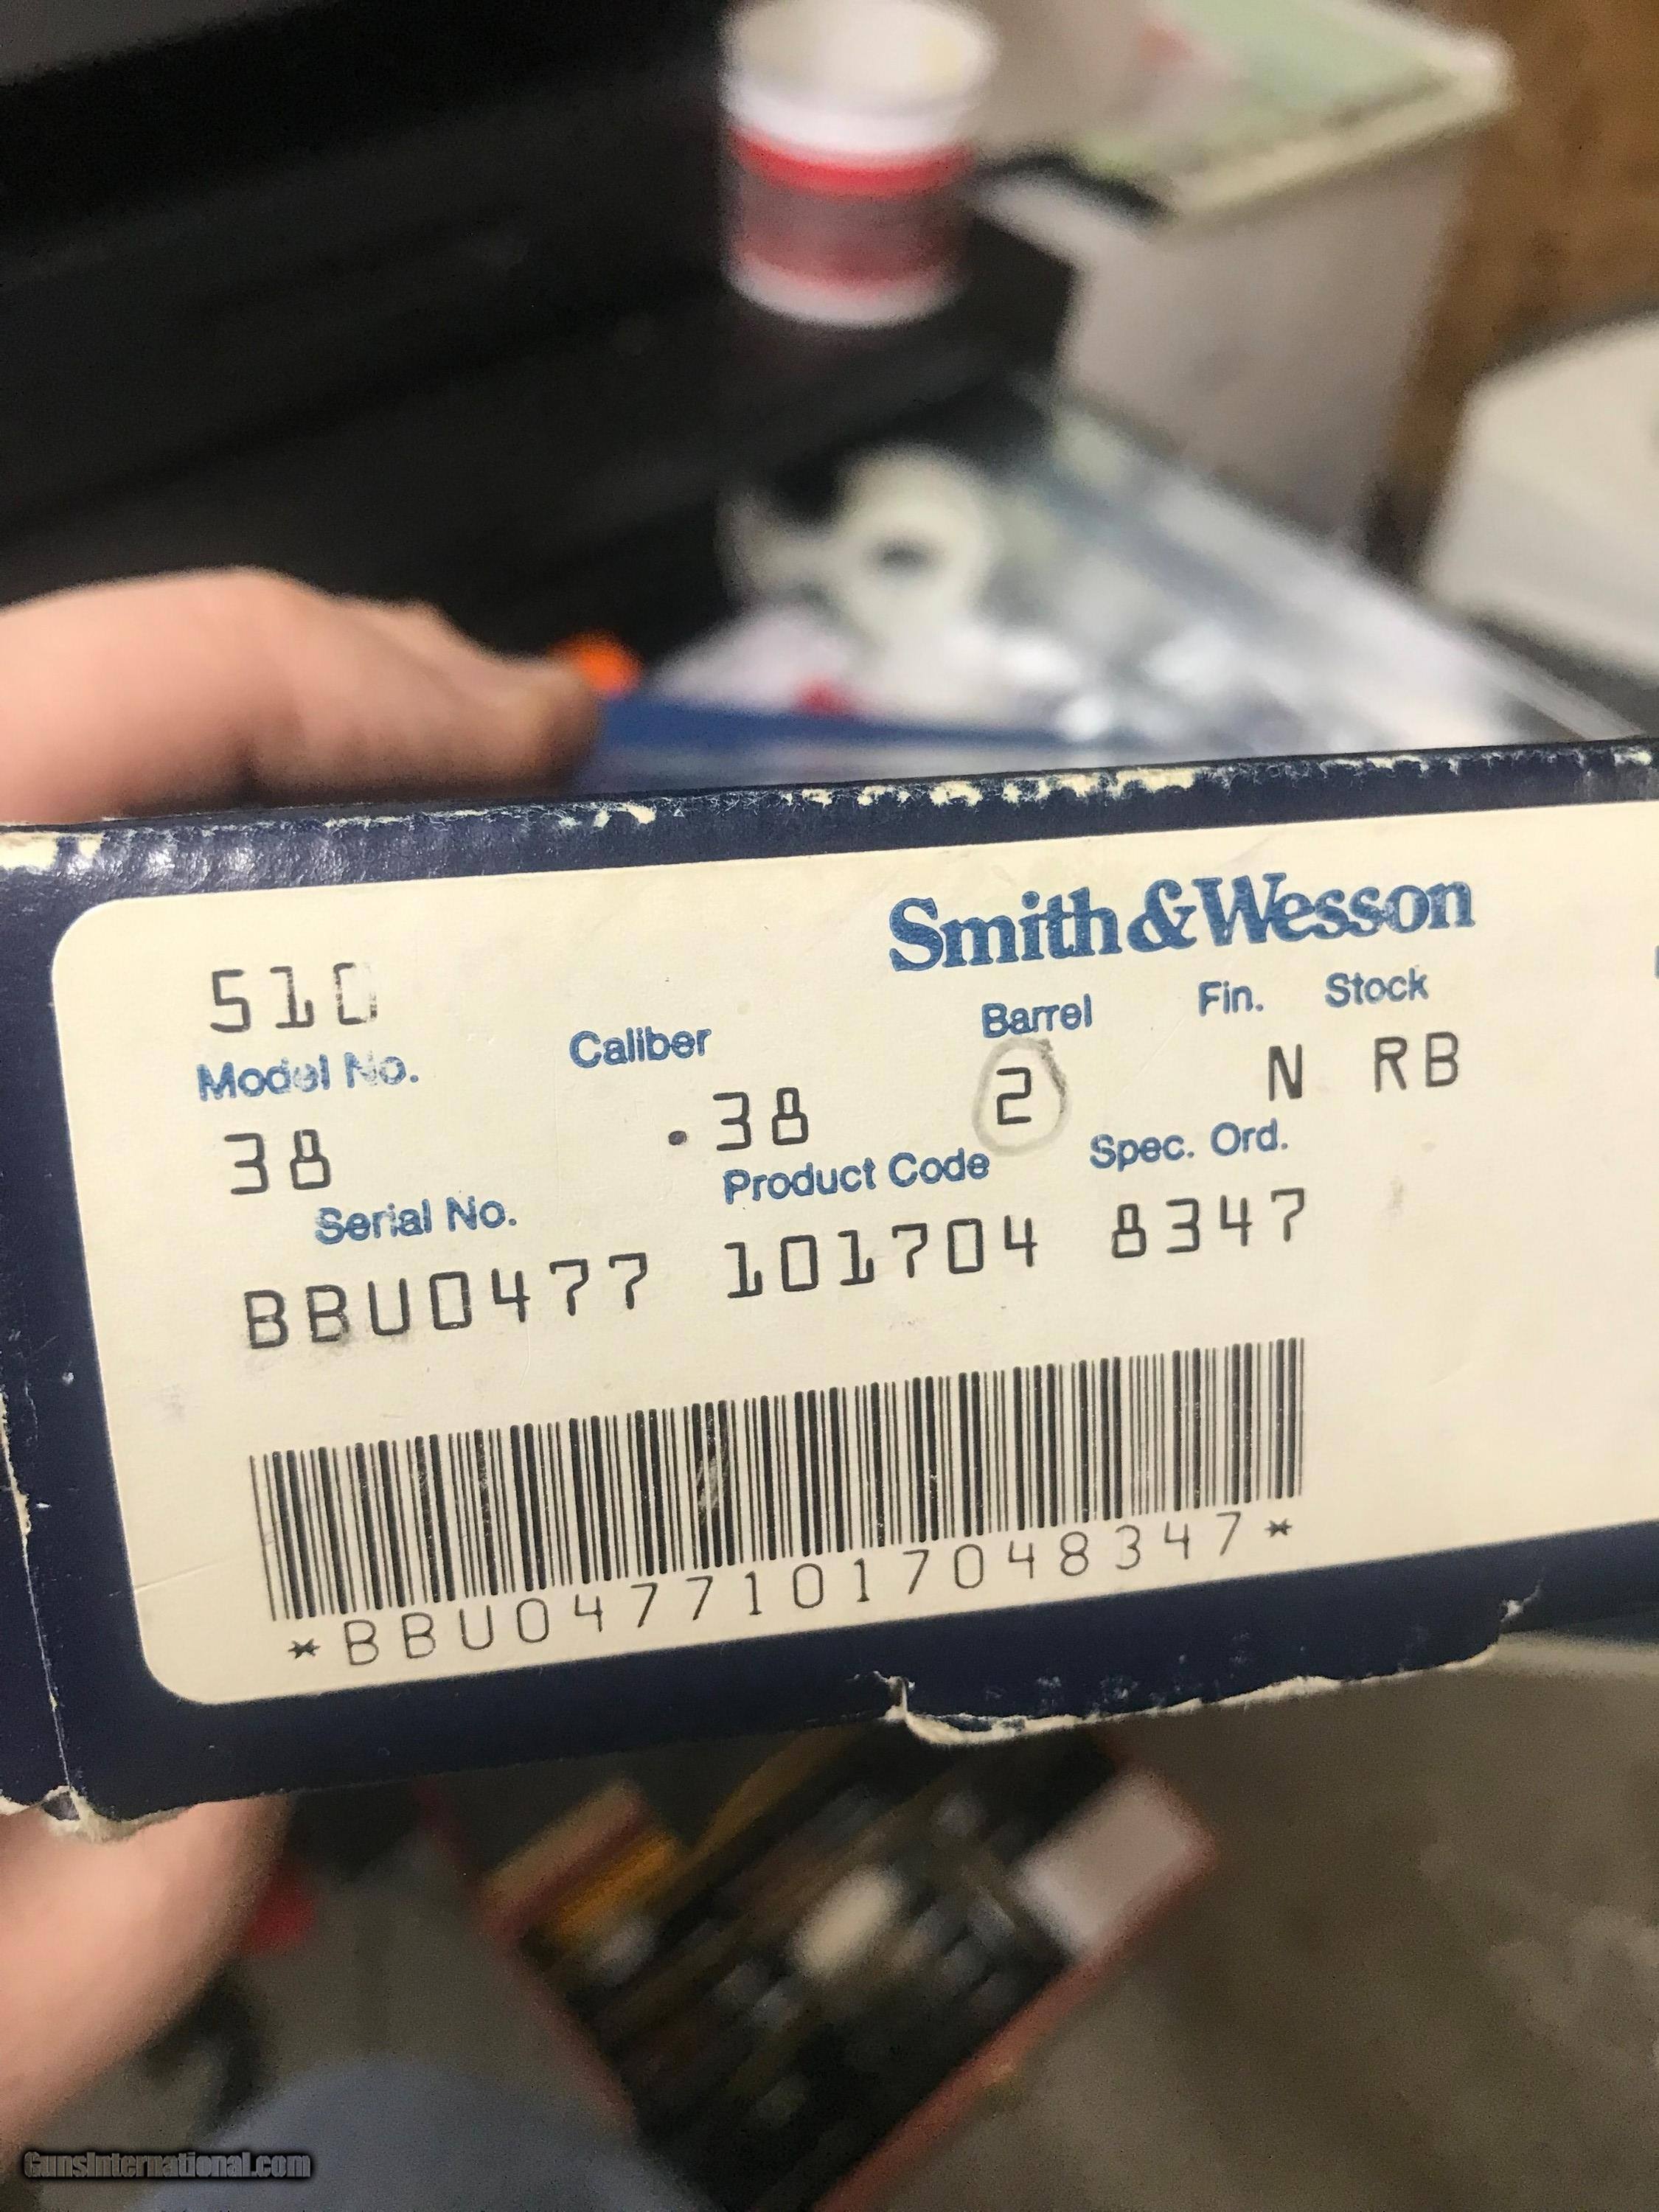 Smith & Wesson
510
Model No. Caliber Barrel Fin. Stock
38 .38 2 N RB
Serial No. Product Code Spec. Ord.
BBU0477 101704 8347
*BBU04771017048347*
GunsInternational.com